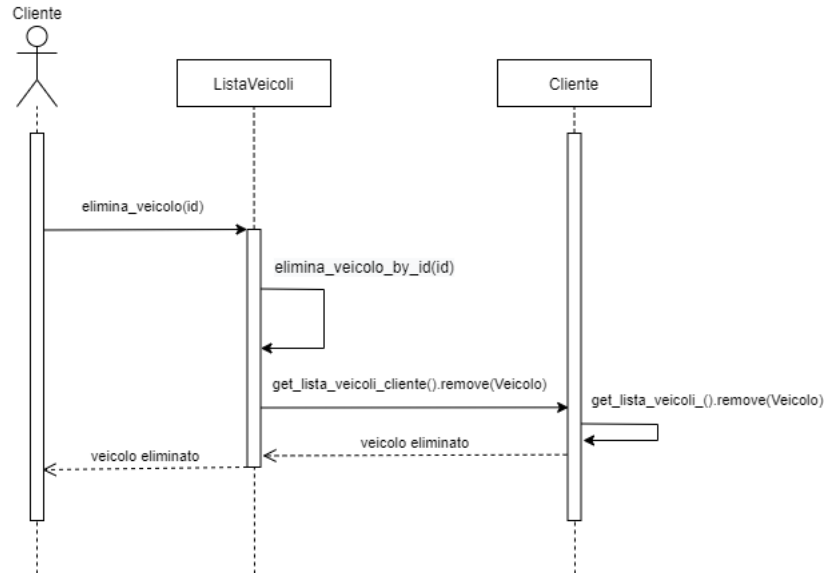 Cliente
ListaVeicoli
Cliente
elimina_veicolo(id)
elimina_veicolo_by_id(id)
get_lista_veicoli_cliente().remove(Veicolo)
get_lista_veicoli_().remove(Veicolo)
veicolo eliminato
veicolo eliminato